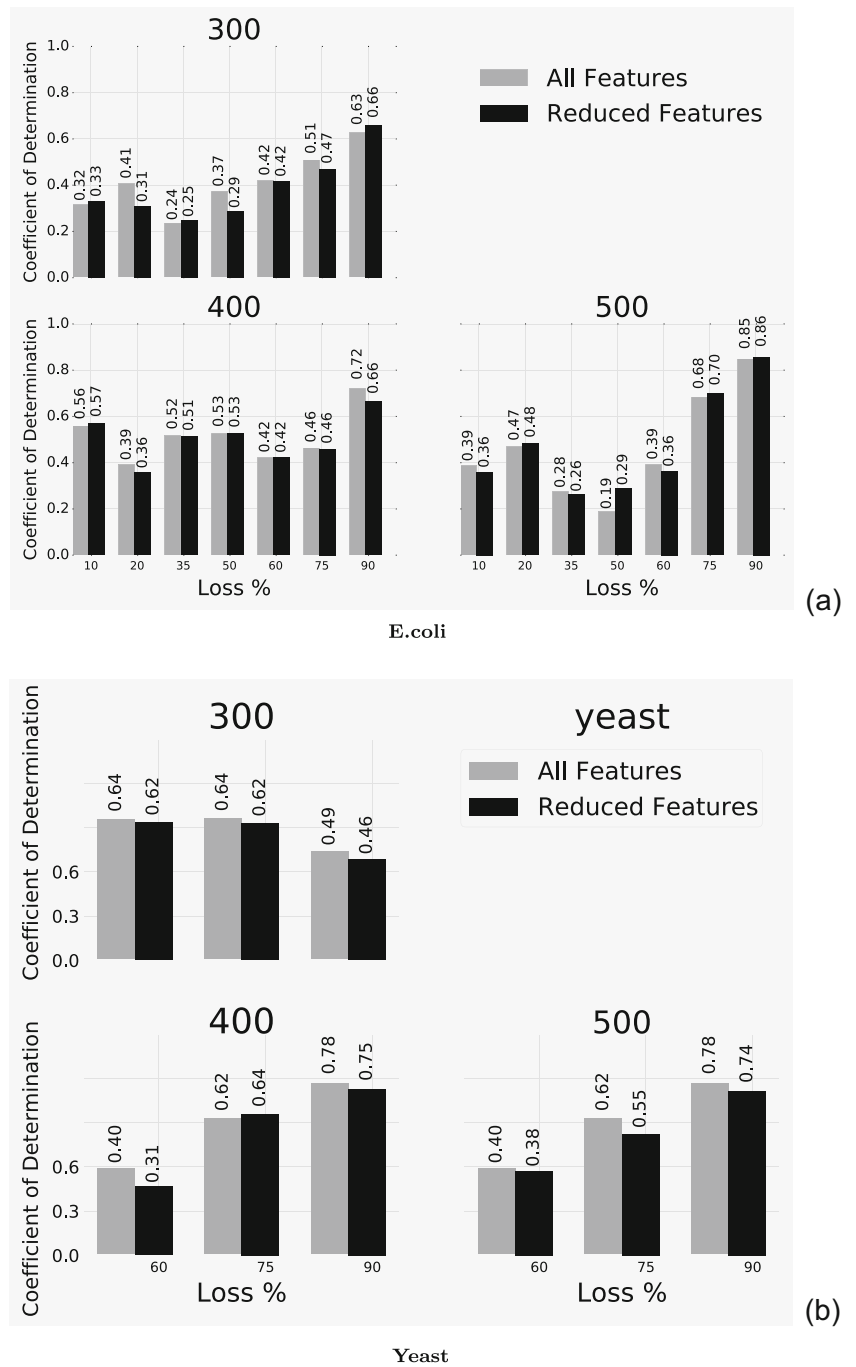 300
All Features
Reduced Features
Coefficient of Determination
1.0
0.8
0.6
0.4
0.2
0.0
0.32 0.33 0.41 0.31 0.24 0.25 0.37 0.29 0.42 0.42 0.51 0.47 0.63 0.66
400
Coefficient of Determination
1.0
0.8
0.6
0.4
0.2
0.0
0.56 0.57 0.39 0.36 0.52 0.51 0.53 0.53 0.42 0.42 0.46 0.46 0.72 0.66
10 20 35 50 60 75 90
Loss %
500
0.39 0.36 0.47 0.48 0.28 0.26 0.19 0.29 0.39 0.36 0.68 0.70 0.85 0.86
10 20 35 50 60 75 90
Loss %
(a)
E.coli
300
yeast
All Features
Reduced Features
Coefficient of Determination
0.6
0.3
0.0
0.64 0.62 0.64 0.62 0.49 0.46
400
Coefficient of Determination
0.6
0.3
0.0
0.40 0.31 0.62 0.64 0.78 0.75
60 75 90
Loss %
500
0.40 0.38 0.62 0.55 0.78 0.74
60 75 90
Loss %
(b)
Yeast